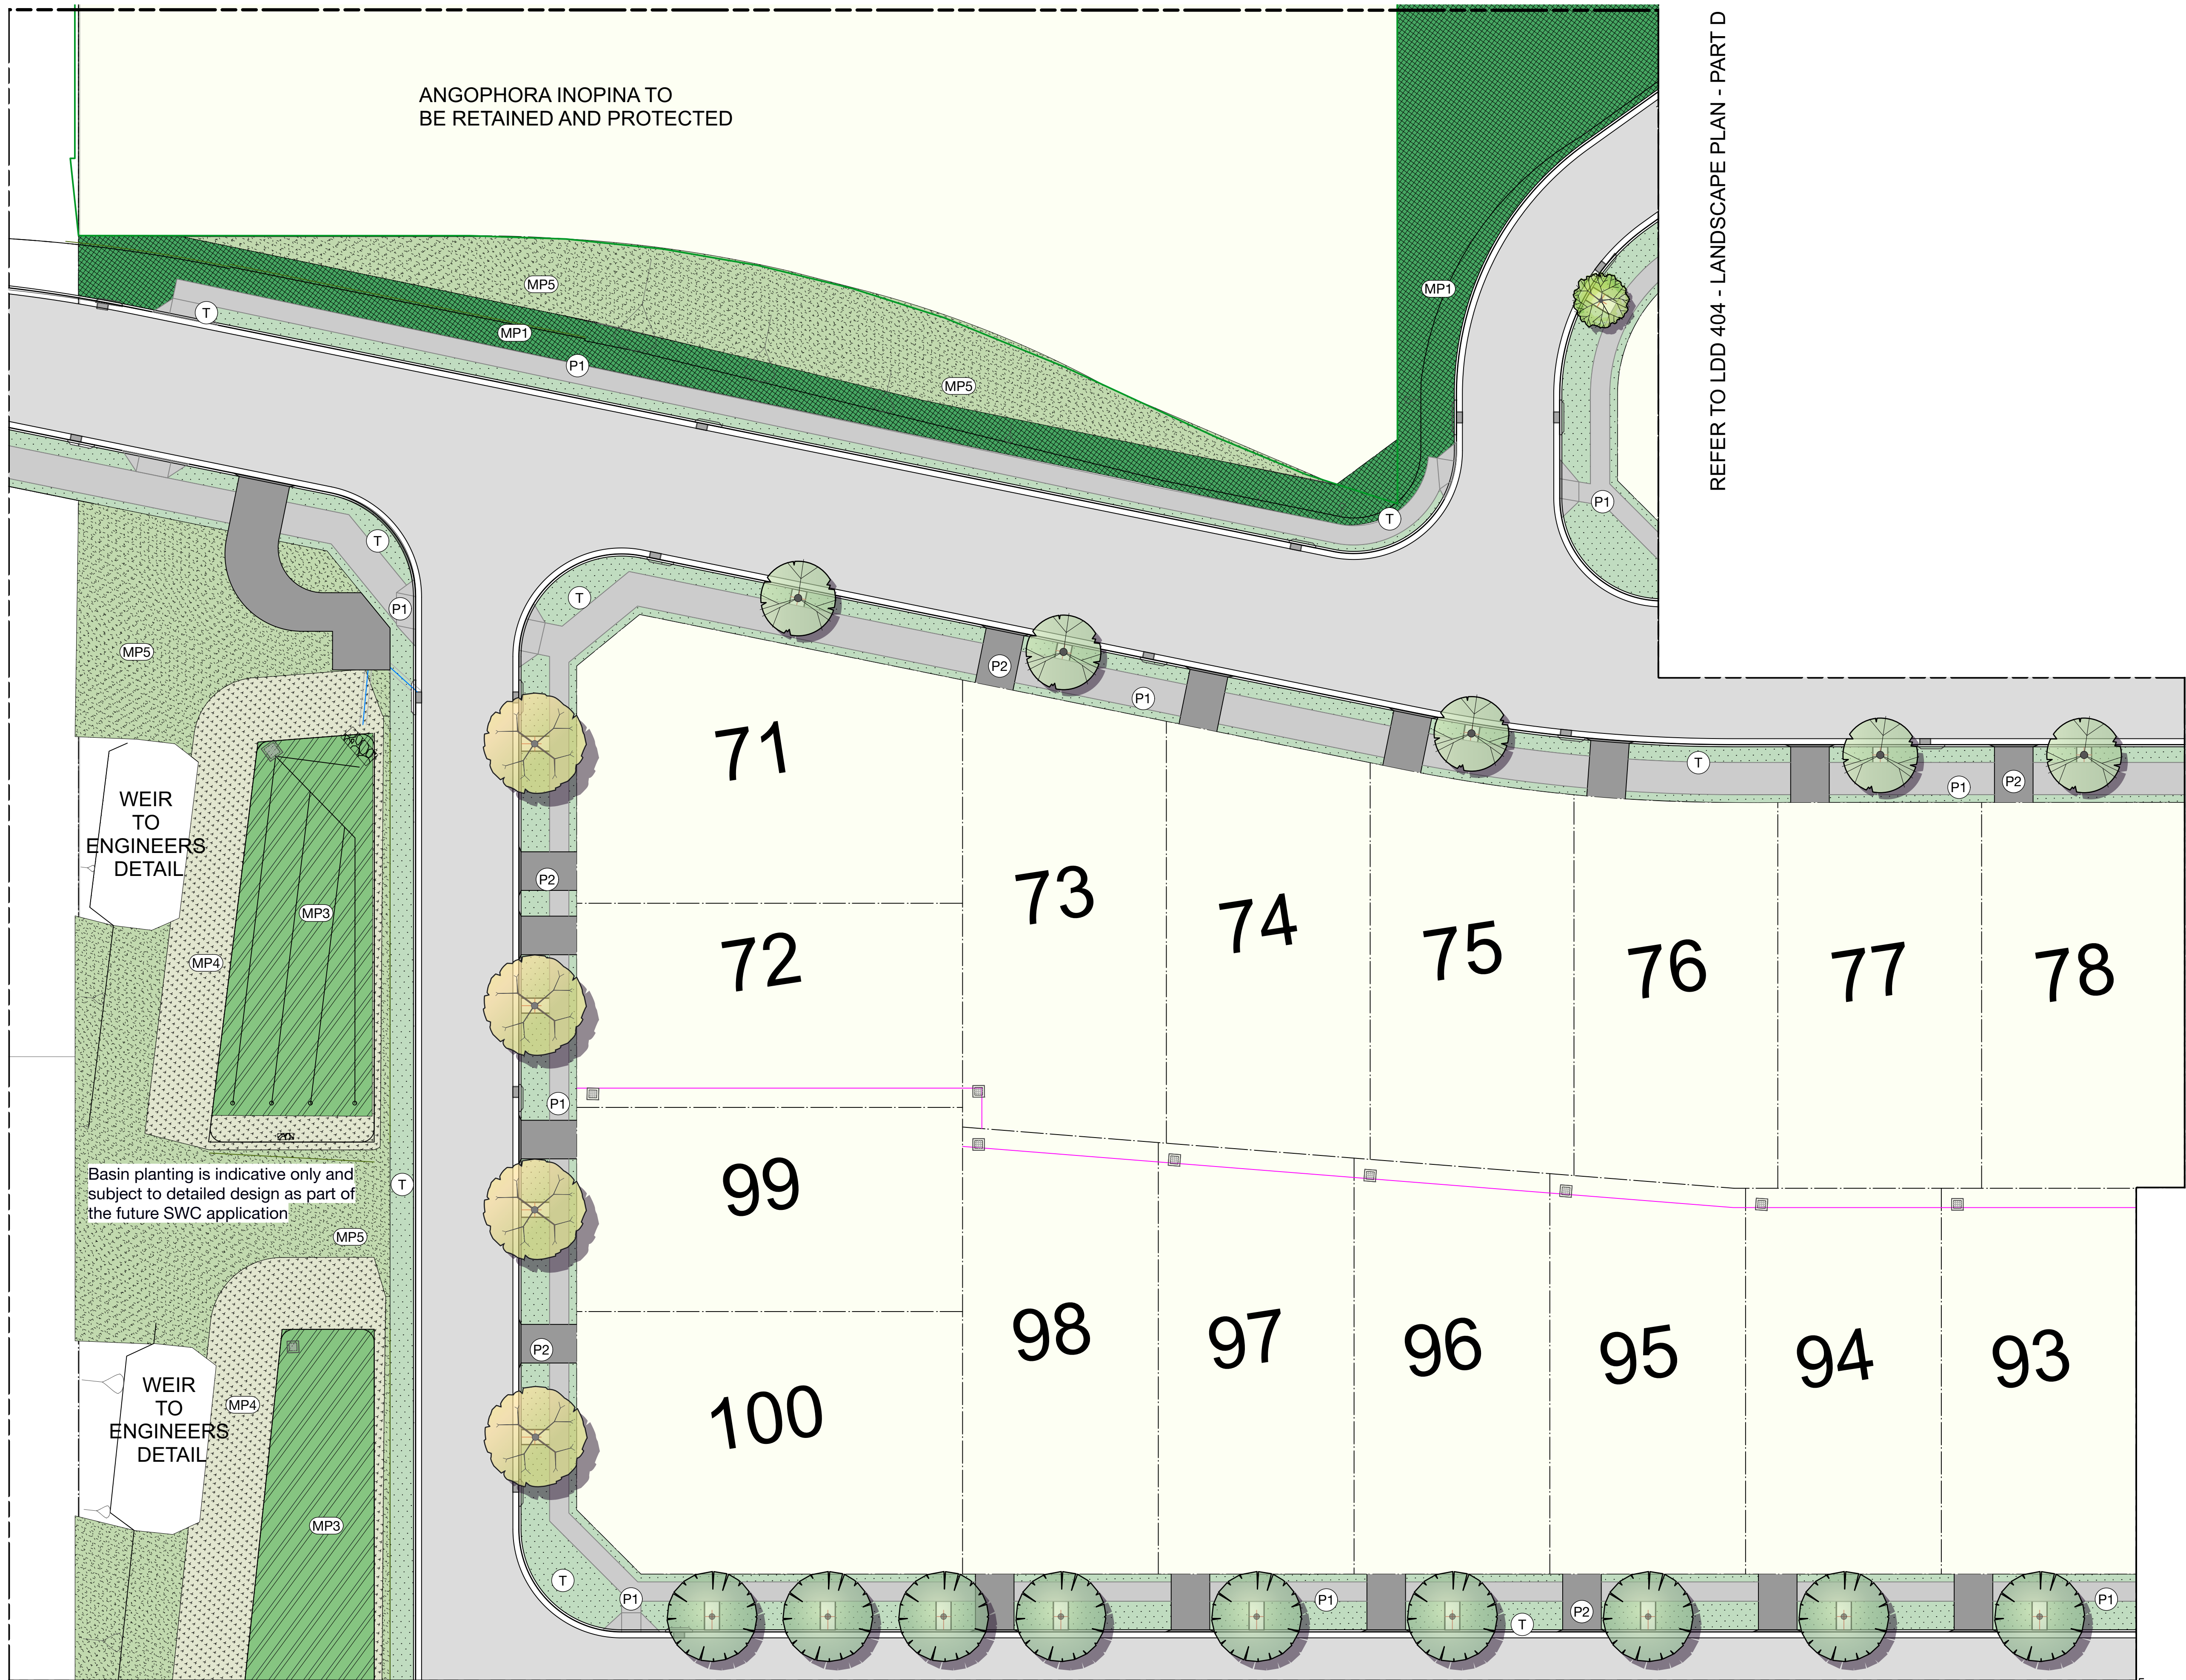 ANGOPHORA INOPINA TO
BE RETAINED AND PROTECTED
REFER TO LDD 404 - LANDSCAPE PLAN - PART D
MP5
MP1
MP1
T
P1
MP5
P1
T
T
T
P1
MP5
P2
P1
T
P1
P2
71
WEIR
TO
ENGINEERS
DETAIL
P2
MP3
MP4
72
73
74
75
76
77
78
P1
Basin planting is indicative only and
subject to detailed design as part of
the future SWC application
T
MP5
99
P2
98
97
96
95
94
93
WEIR
TO
ENGINEERS
DETAIL
MP4
100
MP3
T
P1
P1
T
P2
P1